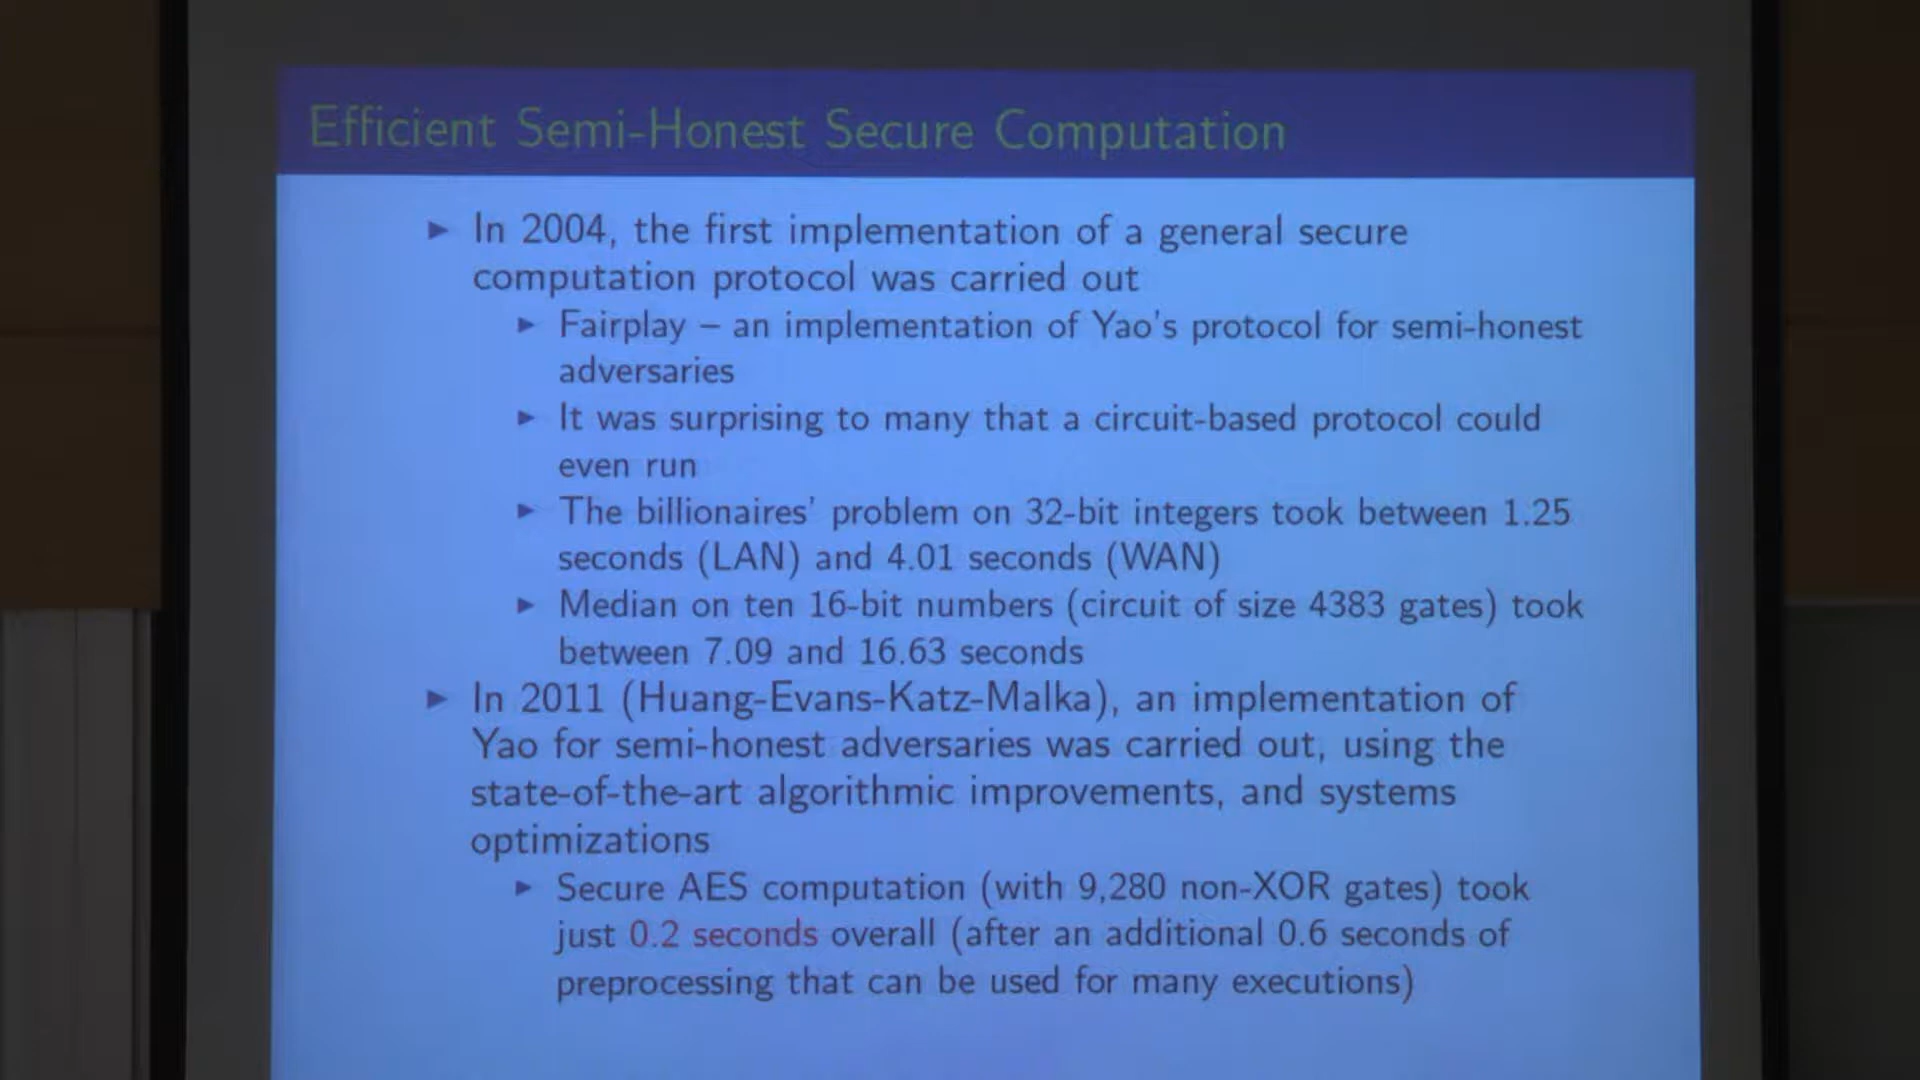 Efficient Semi-Honest Secure Computation
▶ In 2004, the first implementation of a general secure
computation protocol was carried out
▶ Fairplay – an implementation of Yao's protocol for semi-honest
adversaries
▶ It was surprising to many that a circuit-based protocol could
even run
▶ The billionaires' problem on 32-bit integers took between 1.25
seconds (LAN) and 4.01 seconds (WAN)
▶ Median on ten 16-bit numbers (circuit of size 4383 gates) took
between 7.09 and 16.63 seconds
▶ In 2011 (Huang-Evans-Katz-Malka), an implementation of
Yao for semi-honest adversaries was carried out, using the
state-of-the-art algorithmic improvements, and systems
optimizations
▶ Secure AES computation (with 9,280 non-XOR gates) took
just 0.2 seconds overall (after an additional 0.6 seconds of
preprocessing that can be used for many executions)